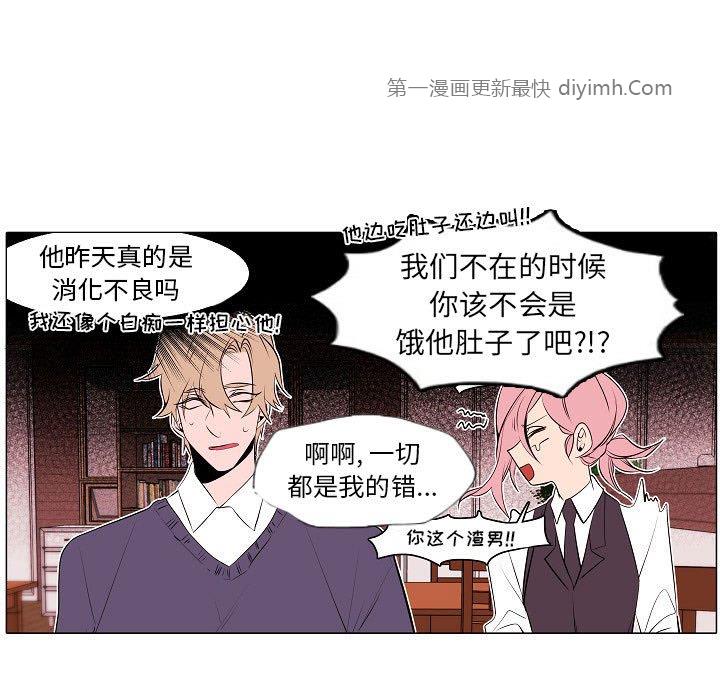 第一漫画更新最快 diyimh.Com
他昨天真的是
消化不良吗
我还像个白痴一样担心他!
他边吃肚子还边叫!!
我们不在的时候
你该不会是
饿他肚子了吧?!?
啊啊, 一切
都是我的错...
你这个渣男!!